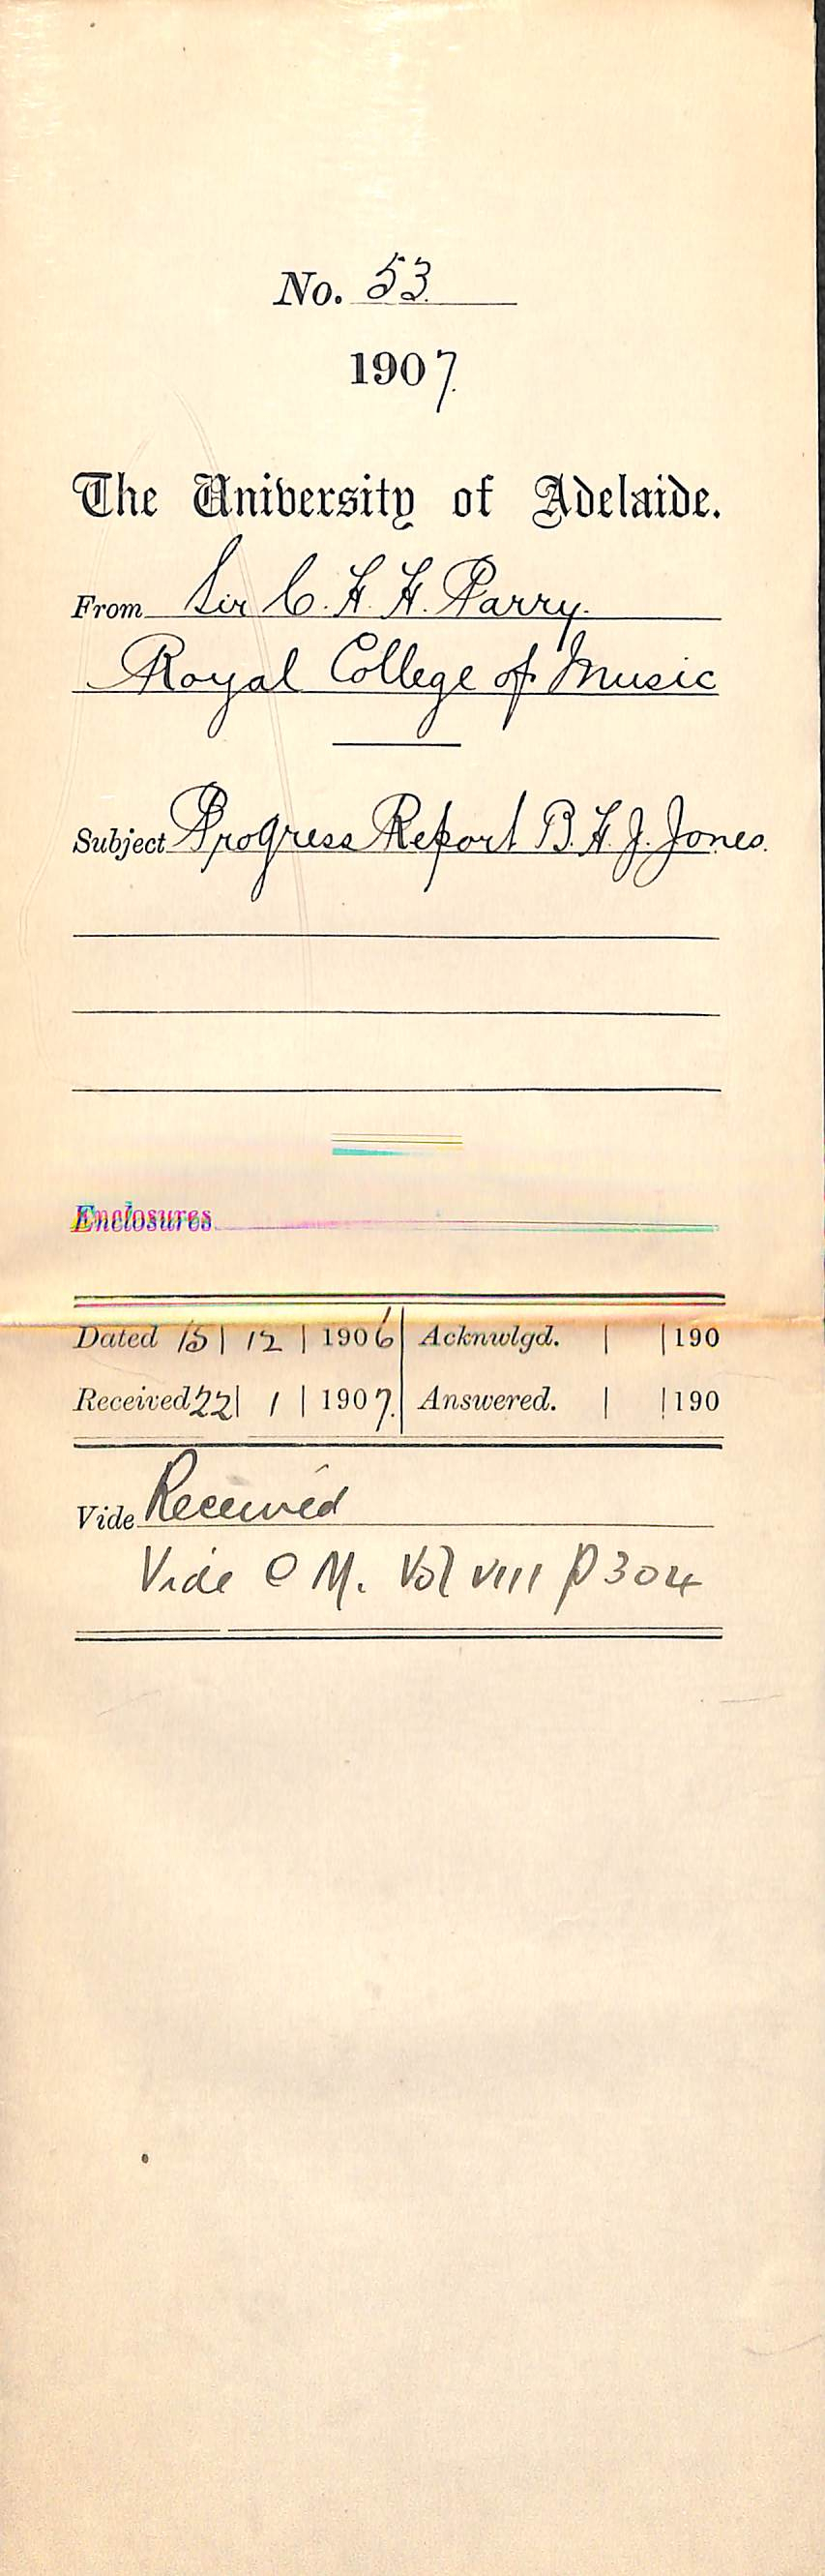 No. 53.
1907.
The University of Adelaide.
From Sir C. H. H. Parry.
Royal College of Music
Subject Progress Report B. H. J. Jones.
Enclosures
Dated 15 | 12 | 1906 | Acknwlgd. | | 190
Received 22 | 1 | 1907. | Answered. | | 190
Vide Received
Vide C M. Vol VIII p 304